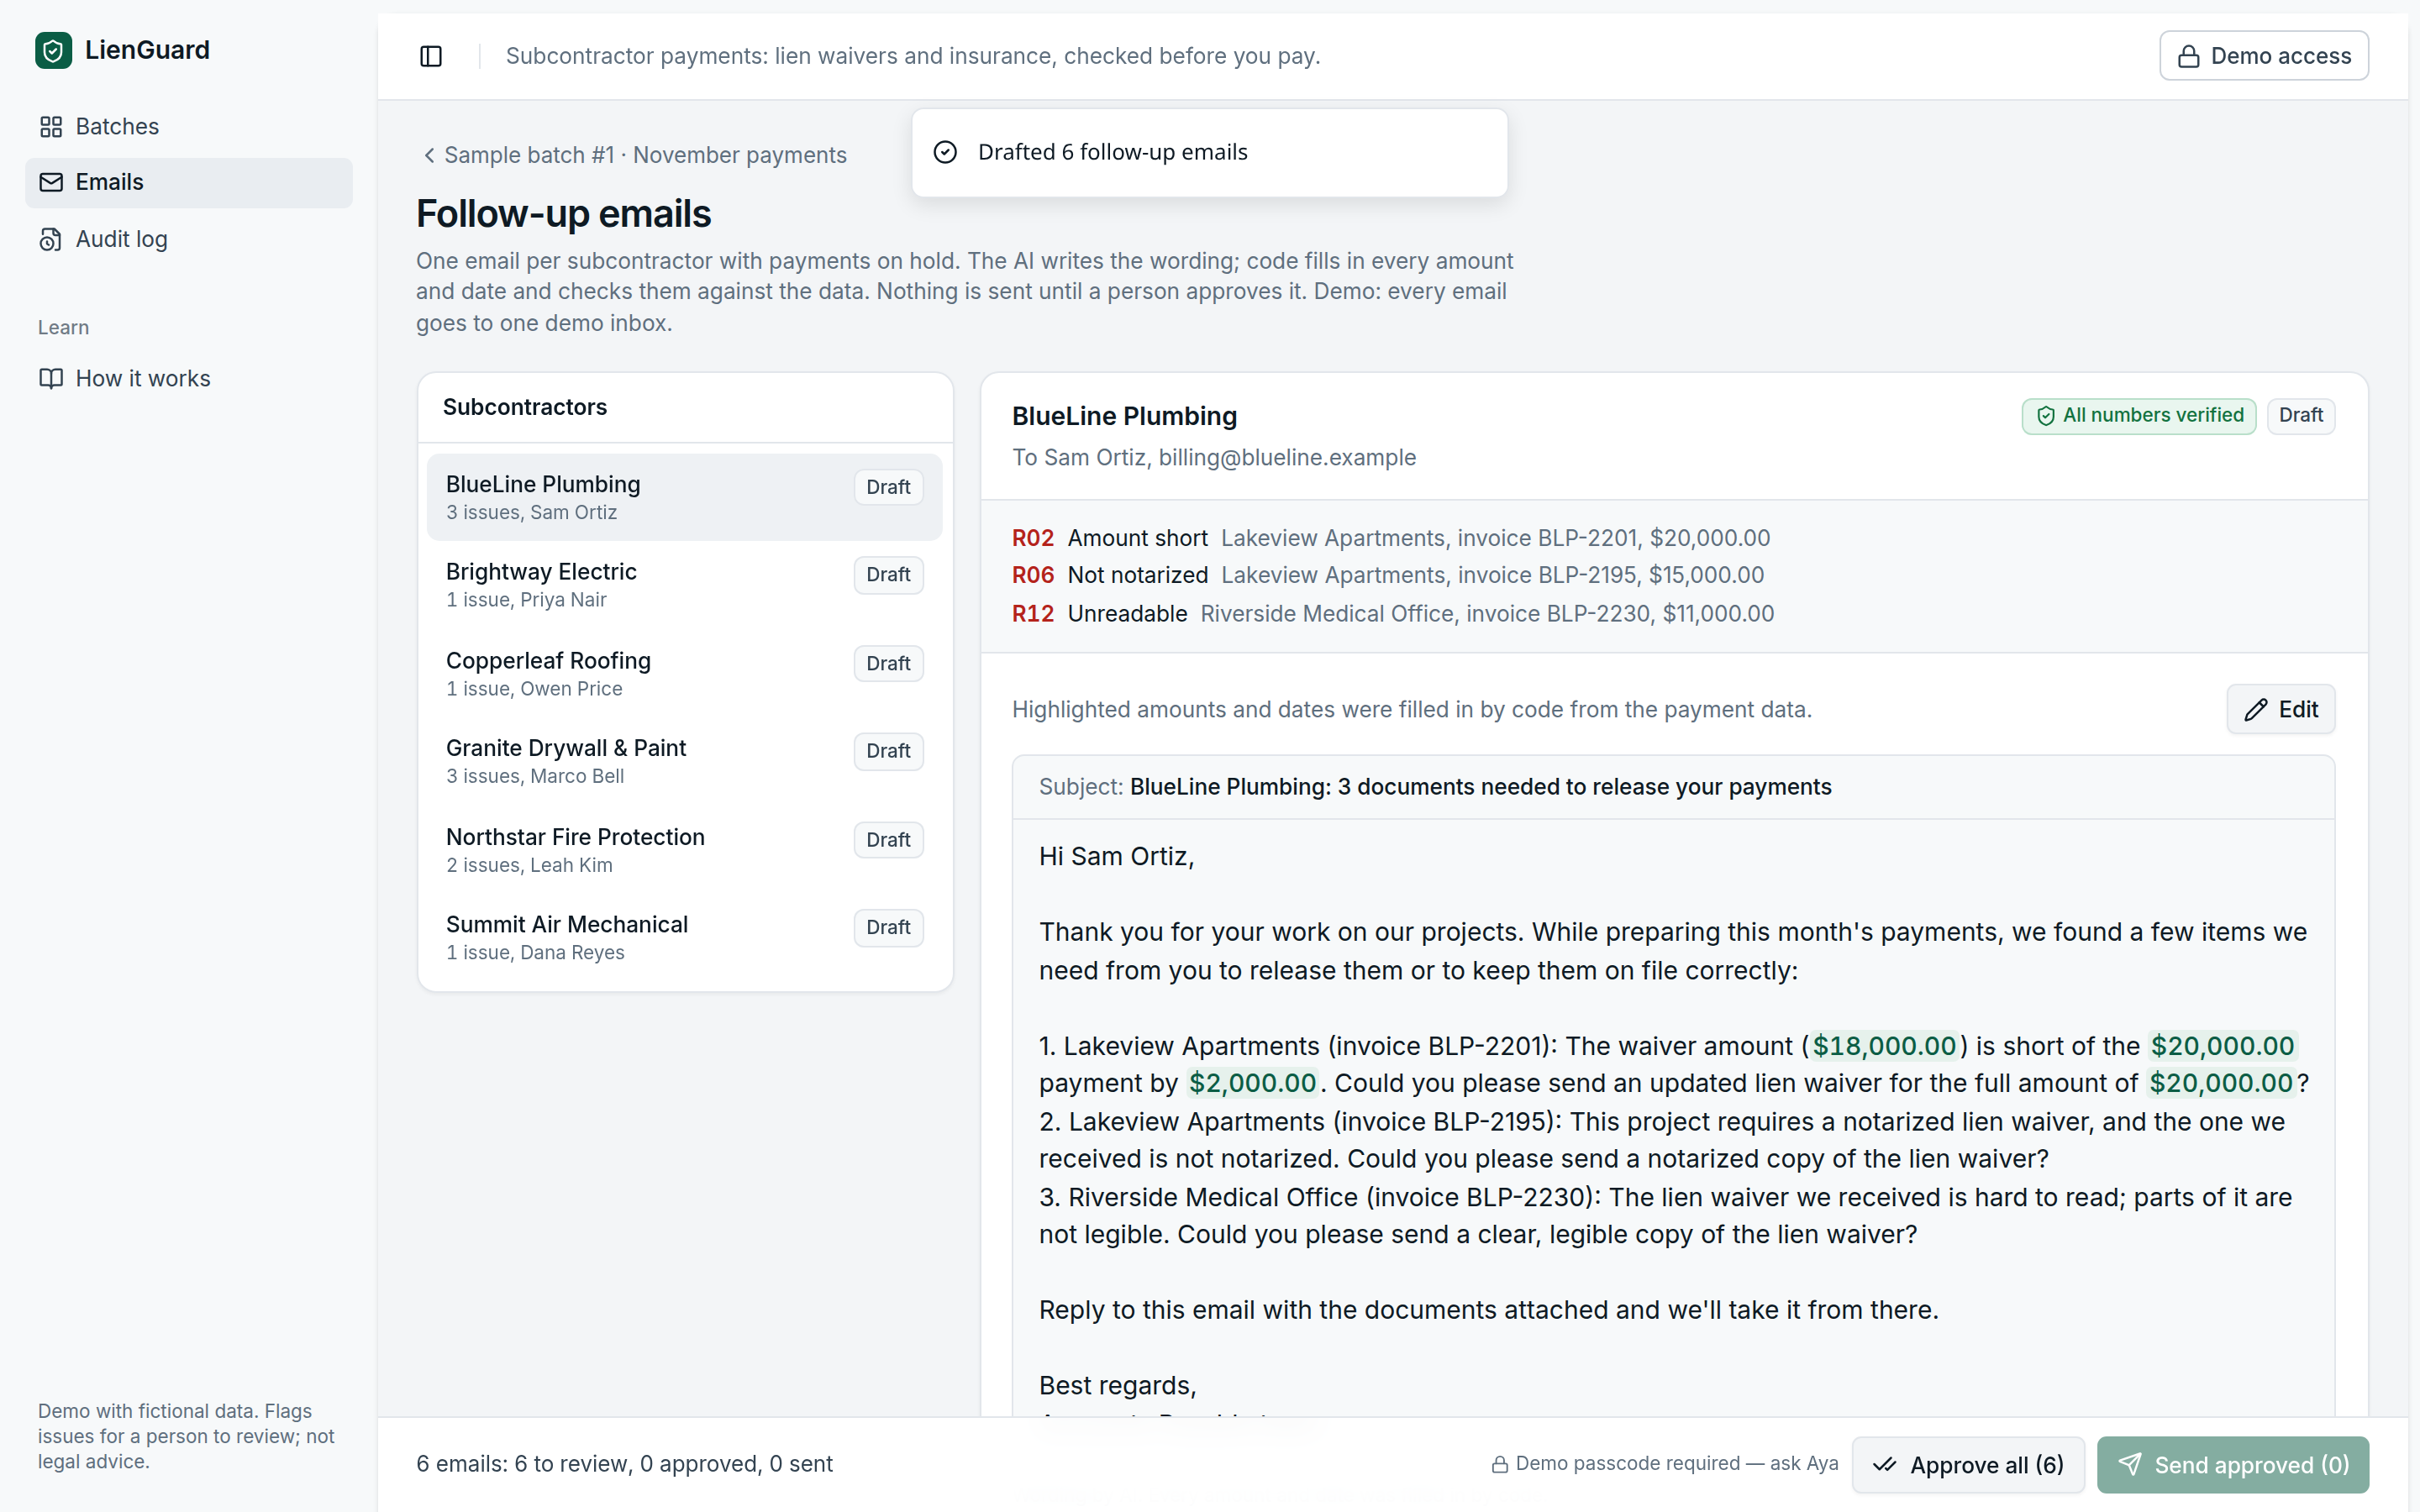 LienGuard
Batches
Emails
Audit log
Learn
How it works
Demo with fictional data. Flags
issues for a person to review; not
legal advice.
Subcontractor payments: lien waivers and insurance, checked before you pay.
Demo access
Sample batch #1 · November payments
Drafted 6 follow-up emails
Follow-up emails
One email per subcontractor with payments on hold. The AI writes the wording; code fills in every amount
and date and checks them against the data. Nothing is sent until a person approves it. Demo: every email
goes to one demo inbox.
Subcontractors
BlueLine Plumbing
Draft
3 issues, Sam Ortiz
Brightway Electric
Draft
1 issue, Priya Nair
Copperleaf Roofing
Draft
1 issue, Owen Price
Granite Drywall & Paint
Draft
3 issues, Marco Bell
Northstar Fire Protection
Draft
2 issues, Leah Kim
Summit Air Mechanical
Draft
1 issue, Dana Reyes
BlueLine Plumbing
All numbers verified
Draft
To Sam Ortiz, billing@blueline.example
R02 Amount short Lakeview Apartments, invoice BLP-2201, $20,000.00
R06 Not notarized Lakeview Apartments, invoice BLP-2195, $15,000.00
R12 Unreadable Riverside Medical Office, invoice BLP-2230, $11,000.00
Highlighted amounts and dates were filled in by code from the payment data.
Edit
Subject: BlueLine Plumbing: 3 documents needed to release your payments
Hi Sam Ortiz,
Thank you for your work on our projects. While preparing this month's payments, we found a few items we
need from you to release them or to keep them on file correctly:
1. Lakeview Apartments (invoice BLP-2201): The waiver amount ($18,000.00) is short of the $20,000.00
payment by $2,000.00. Could you please send an updated lien waiver for the full amount of $20,000.00?
2. Lakeview Apartments (invoice BLP-2195): This project requires a notarized lien waiver, and the one we
received is not notarized. Could you please send a notarized copy of the lien waiver?
3. Riverside Medical Office (invoice BLP-2230): The lien waiver we received is hard to read; parts of it are
not legible. Could you please send a clear, legible copy of the lien waiver?
Reply to this email with the documents attached and we'll take it from there.
Best regards,
6 emails: 6 to review, 0 approved, 0 sent
Demo passcode required — ask Aya
Approve all (6)
Send approved (0)